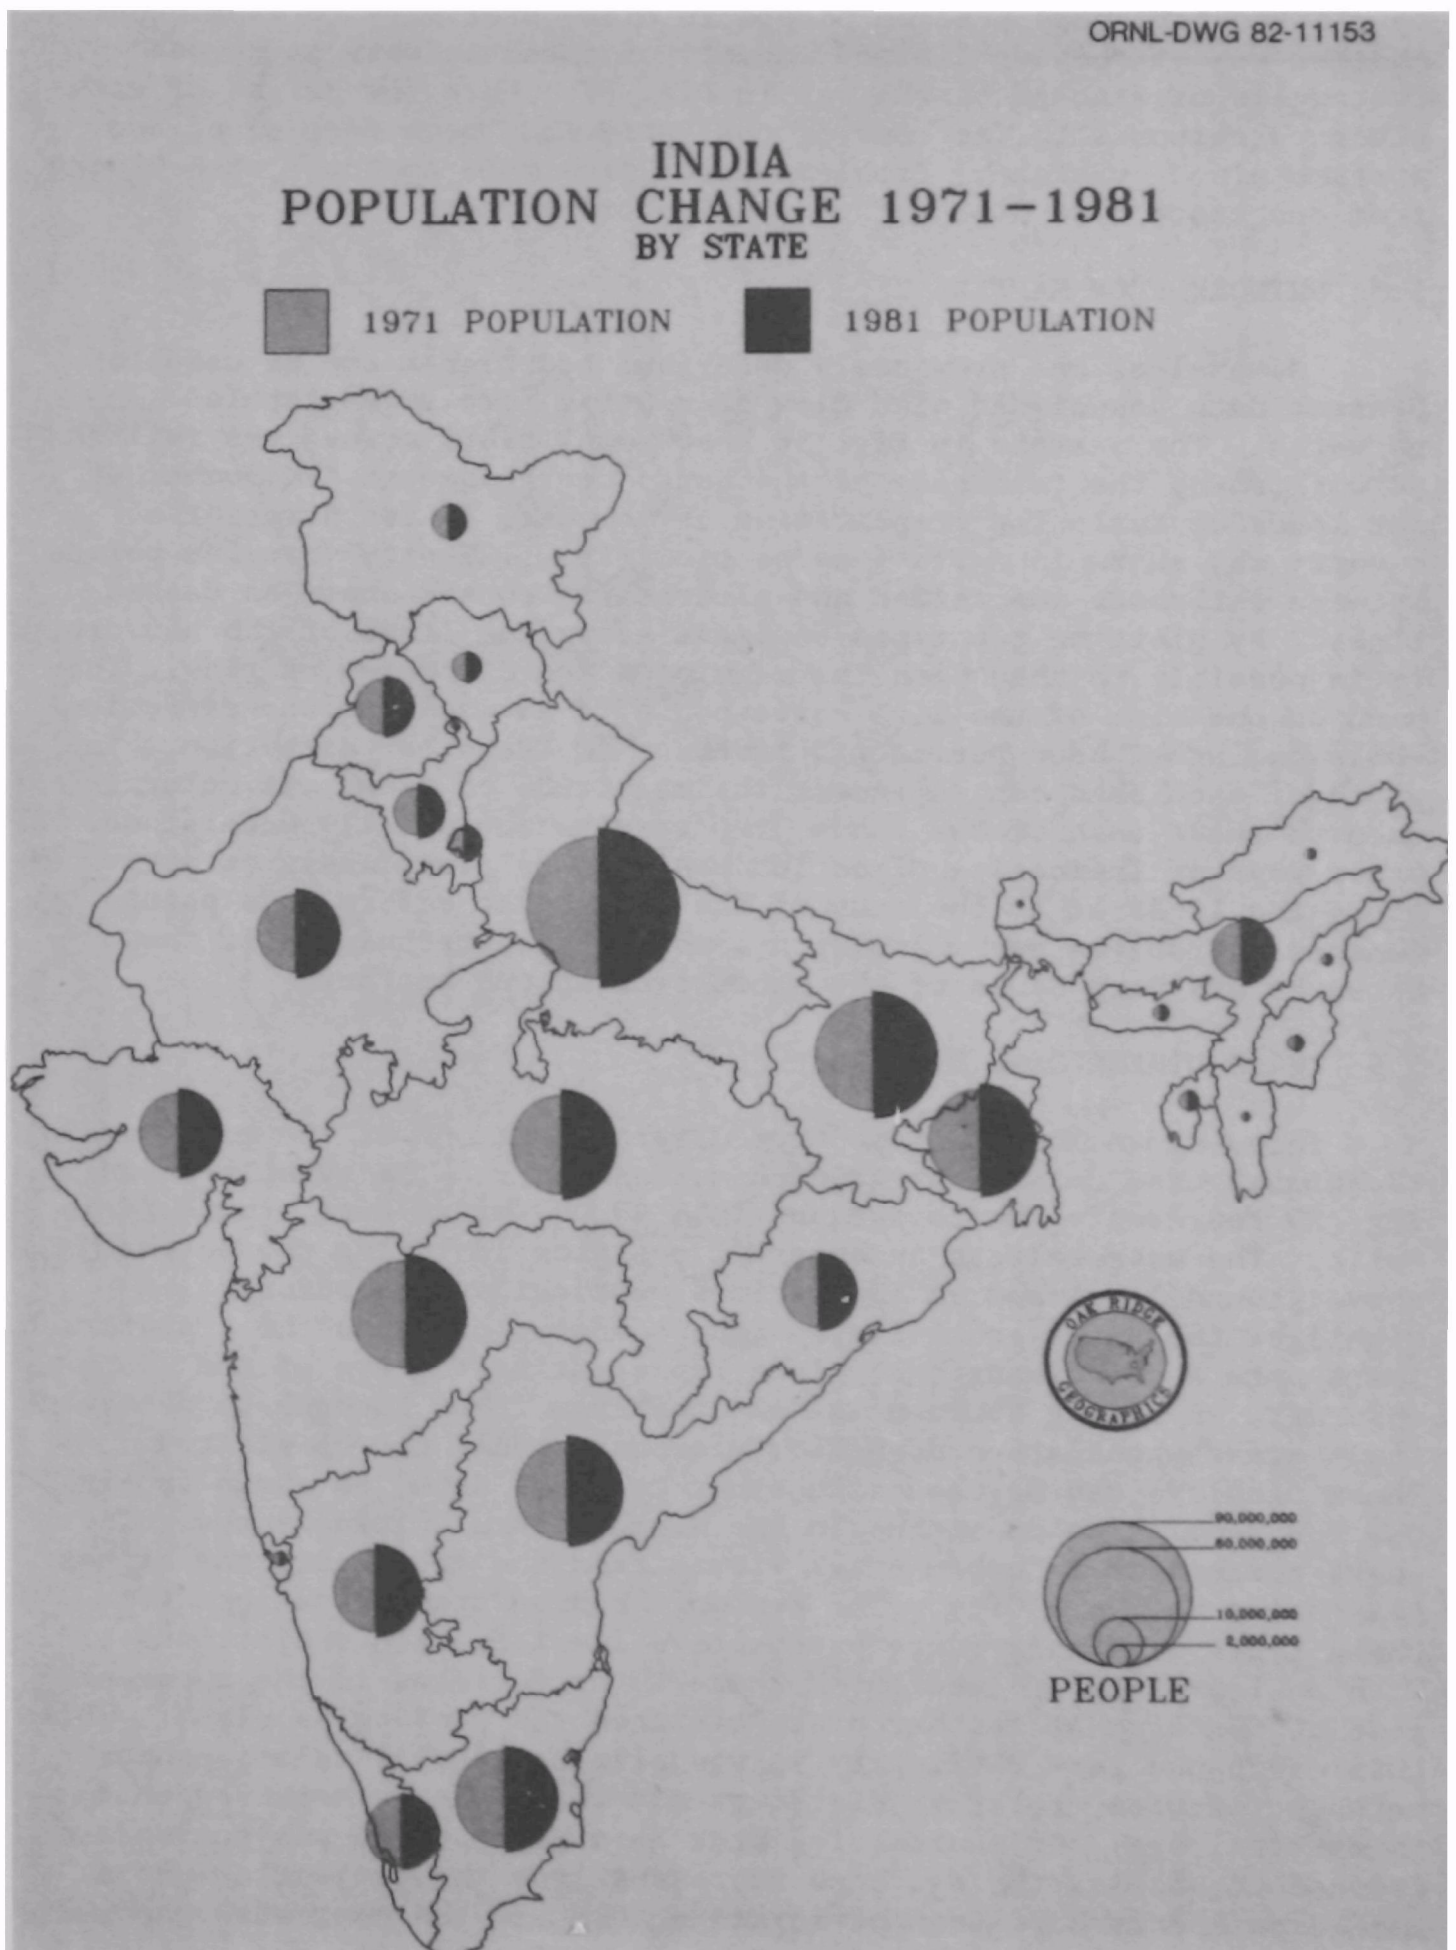 ORNL-DWG 82-11153
INDIA
POPULATION CHANGE 1971-1981
BY STATE
1971 POPULATION
1981 POPULATION
OAK RIDGE
GEOGRAPHICS
90,000,000
60,000,000
10,000,000
2,000,000
PEOPLE